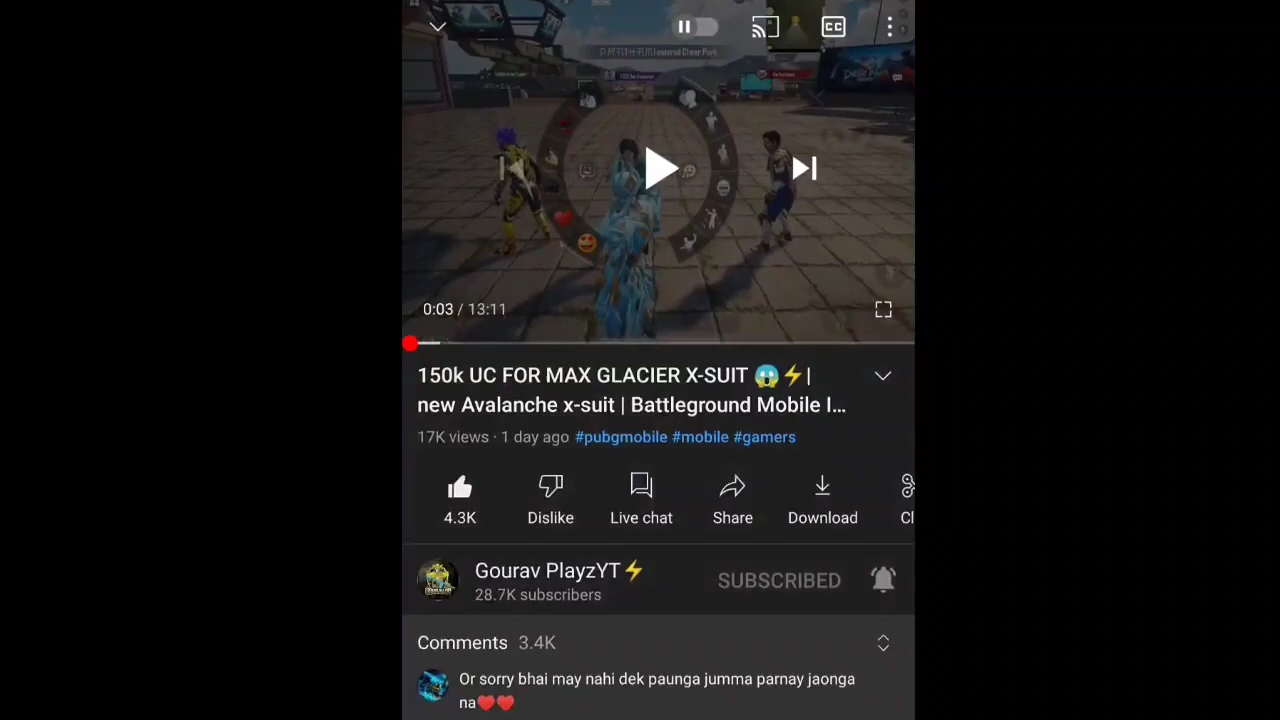 CC
0:03 / 13:11
150k UC FOR MAX GLACIER X-SUIT 😱⚡|
new Avalanche x-suit | Battleground Mobile I...
17K views · 1 day ago #pubgmobile #mobile #gamers
4.3K Dislike Live chat Share Download Cl
Gourav PlayzYT⚡ SUBSCRIBED
28.7K subscribers
Comments 3.4K
Or sorry bhai may nahi dek paunga jumma parnay jaonga
na♥️♥️